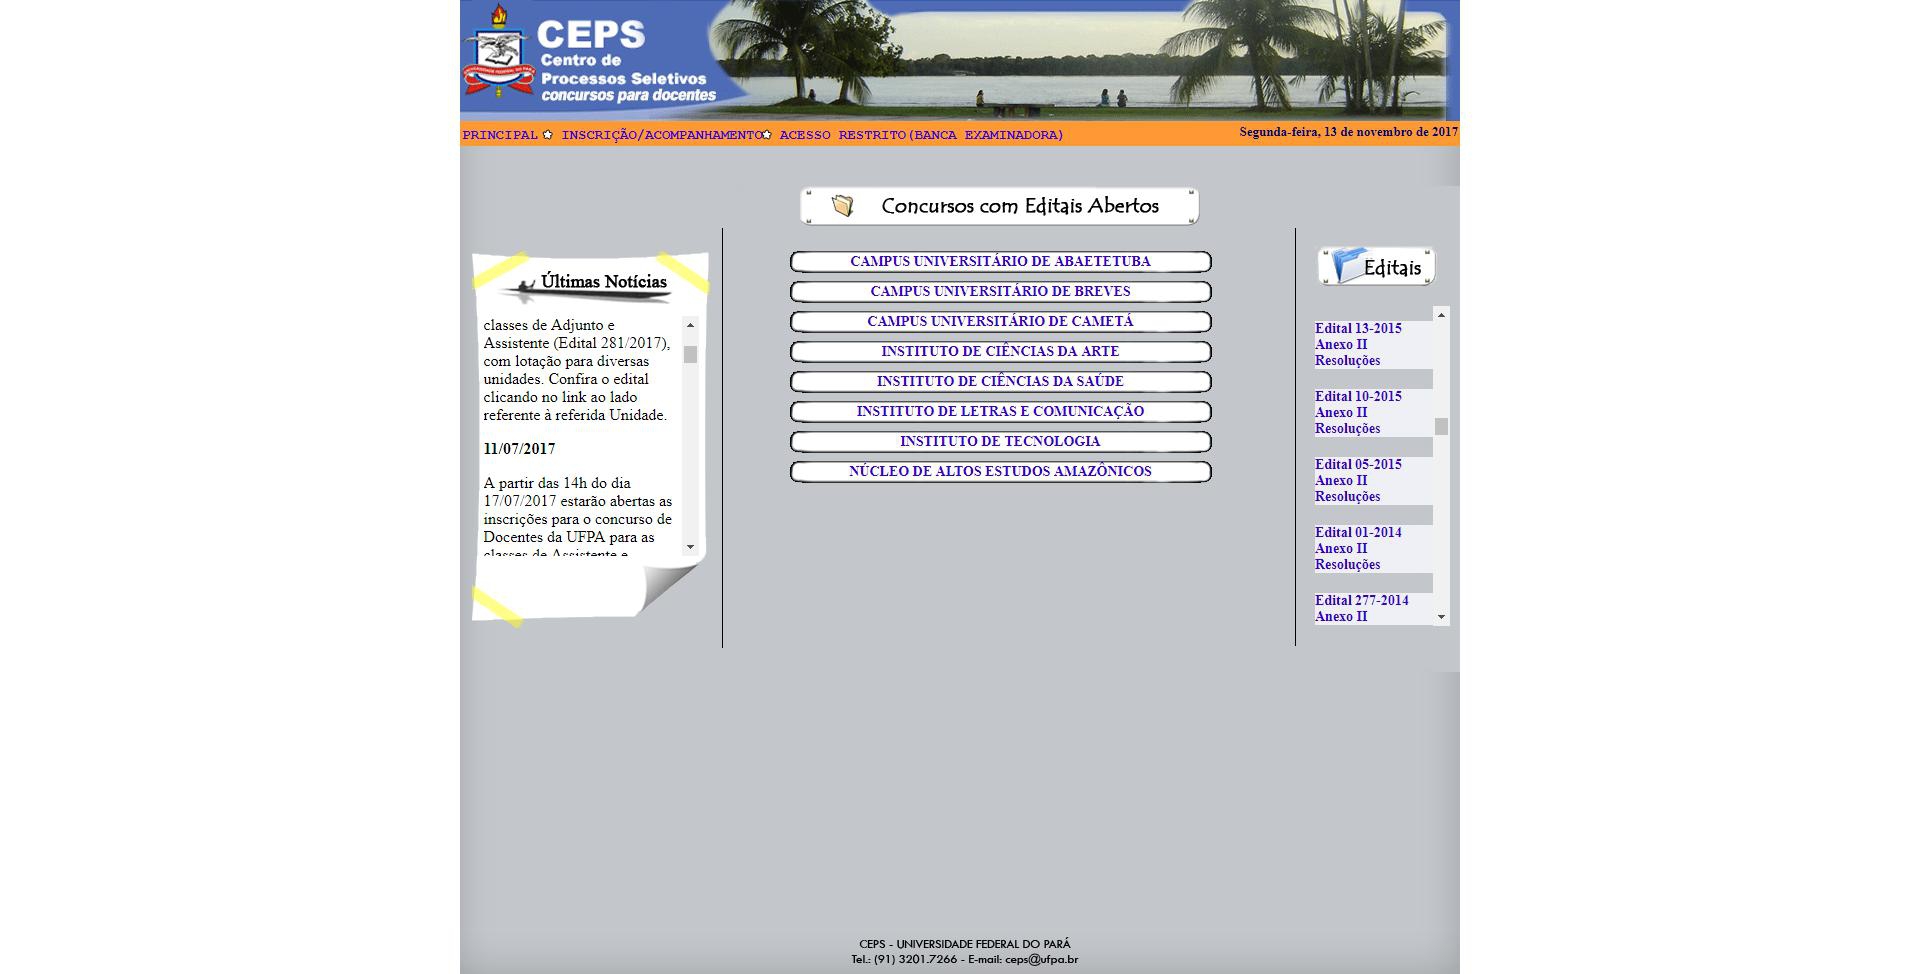 CEPS
Centro de
Processos Seletivos
concursos para docentes
UNIVERSIDADE FEDERAL DO PARÁ
PRINCIPAL
INSCRIÇÃO/ACOMPANHAMENTO
ACESSO RESTRITO(BANCA EXAMINADORA)
Segunda-feira, 13 de novembro de 2017
Concursos com Editais Abertos
Últimas Notícias
classes de Adjunto e
Assistente (Edital 281/2017),
com lotação para diversas
unidades. Confira o edital
clicando no link ao lado
referente à referida Unidade.
11/07/2017
A partir das 14h do dia
17/07/2017 estarão abertas as
inscrições para o concurso de
Docentes da UFPA para as
classes de Assistente e
CAMPUS UNIVERSITÁRIO DE ABAETETUBA
CAMPUS UNIVERSITÁRIO DE BREVES
CAMPUS UNIVERSITÁRIO DE CAMETÁ
INSTITUTO DE CIÊNCIAS DA ARTE
INSTITUTO DE CIÊNCIAS DA SAÚDE
INSTITUTO DE LETRAS E COMUNICAÇÃO
INSTITUTO DE TECNOLOGIA
NÚCLEO DE ALTOS ESTUDOS AMAZÔNICOS
Editais
Edital 13-2015
Anexo II
Resoluções
Edital 10-2015
Anexo II
Resoluções
Edital 05-2015
Anexo II
Resoluções
Edital 01-2014
Anexo II
Resoluções
Edital 277-2014
Anexo II
CEPS - UNIVERSIDADE FEDERAL DO PARÁ
Tel.: (91) 3201.7266 - E-mail: ceps@ufpa.br